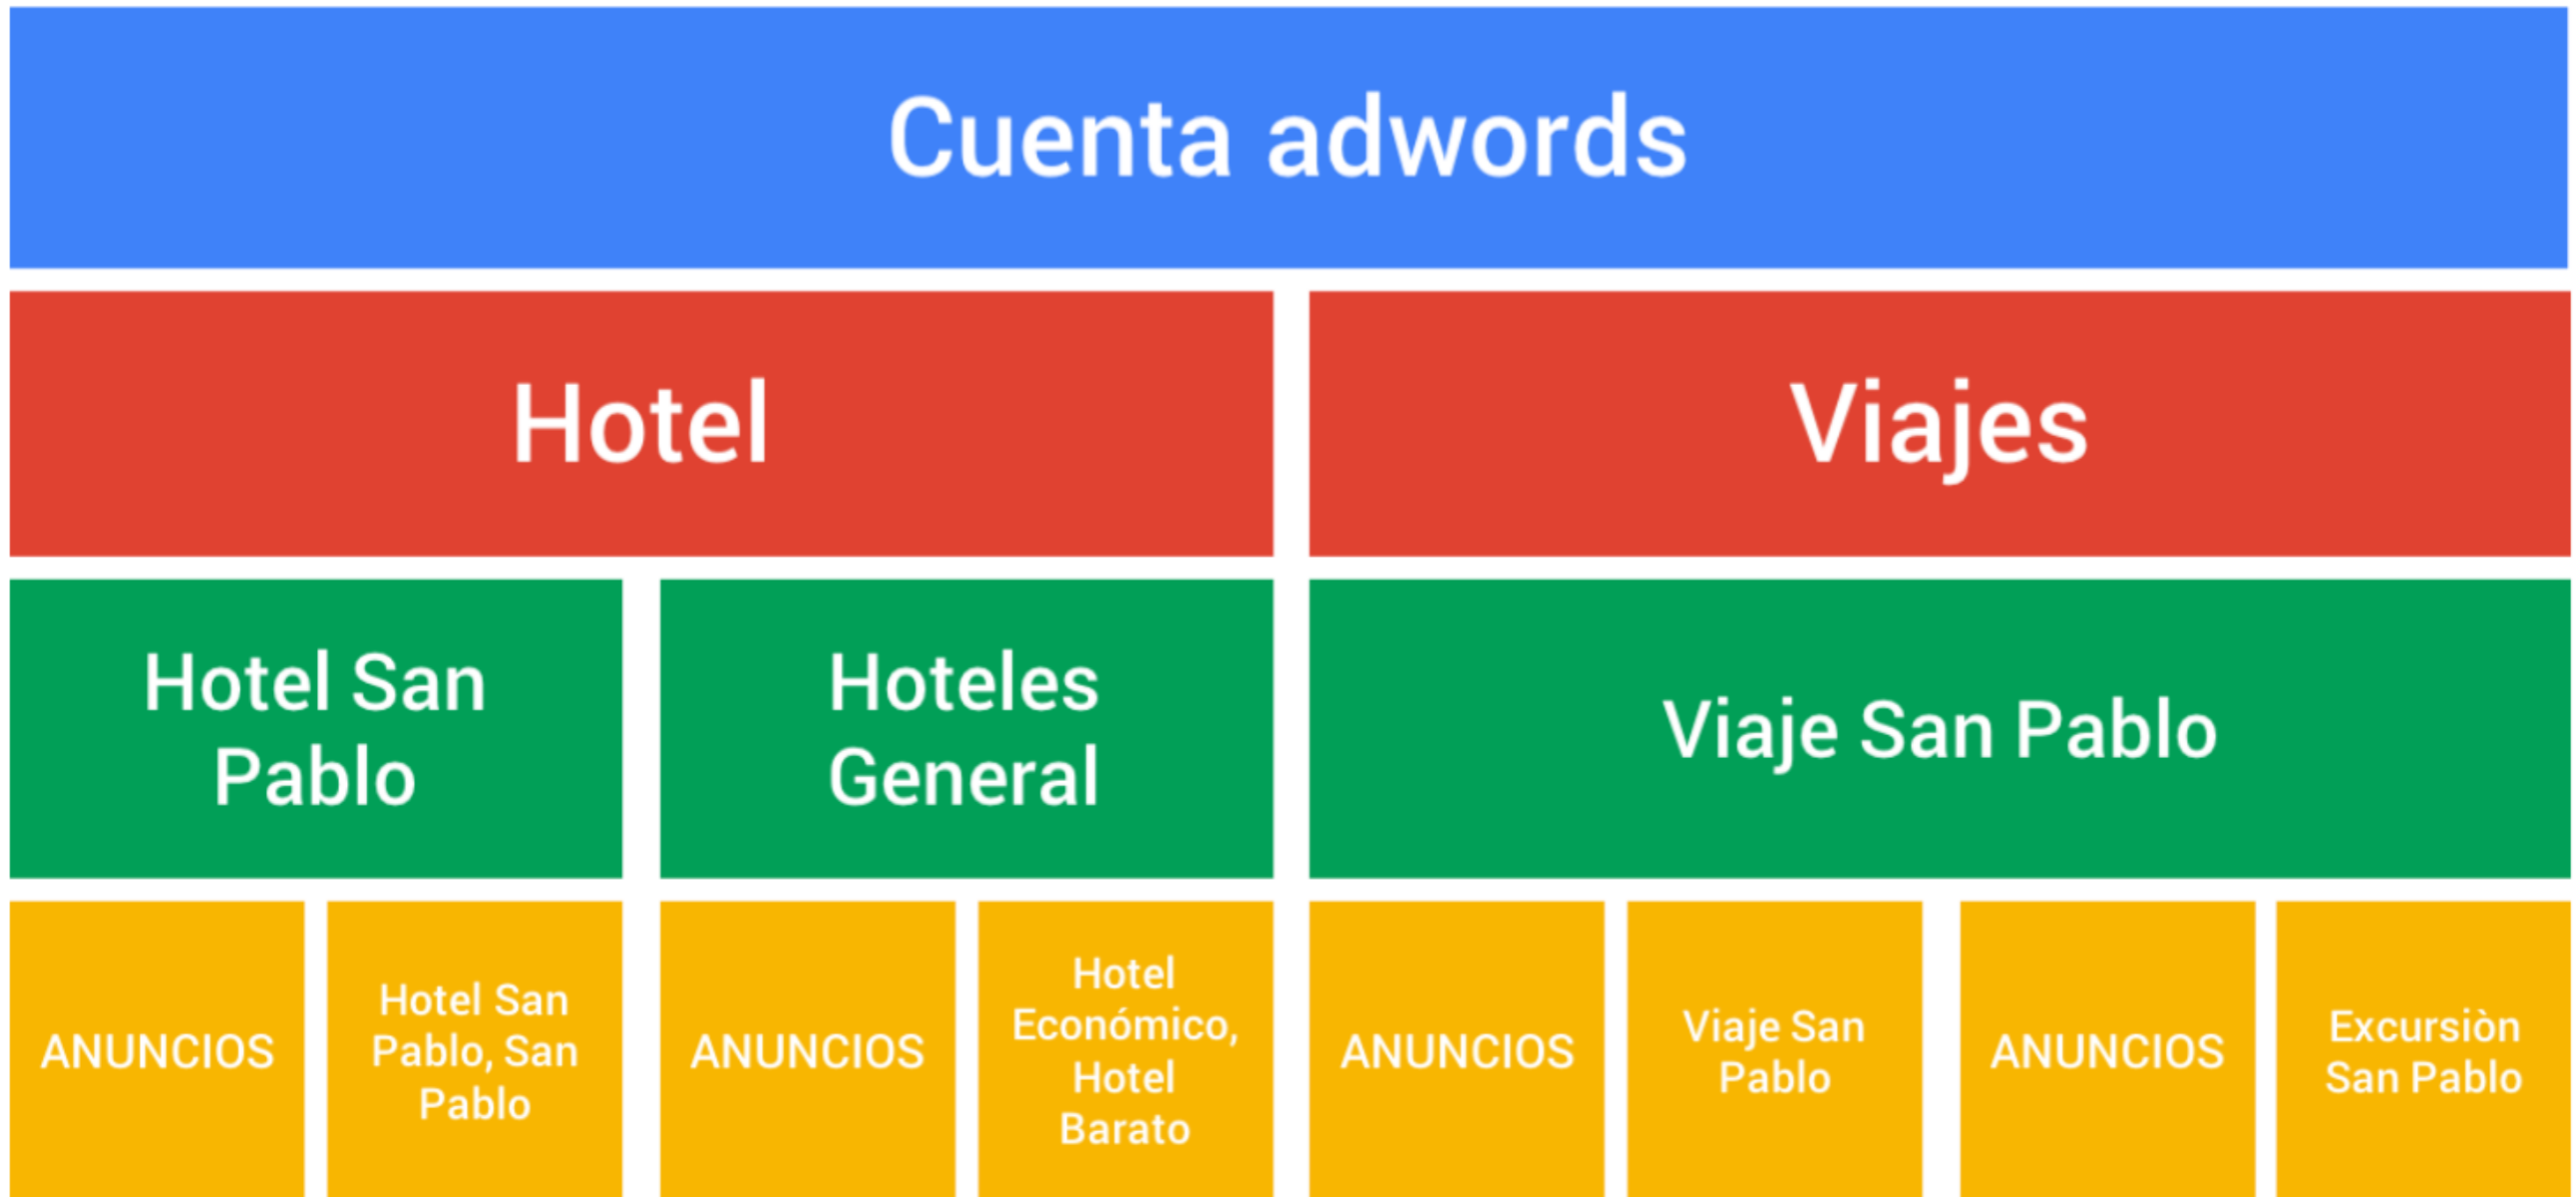 Cuenta adwords
Hotel
Viajes
Hotel San
Pablo
Hoteles
General
Viaje San Pablo
ANUNCIOS
Hotel San
Pablo, San
Pablo
ANUNCIOS
Hotel
Económico,
Hotel
Barato
ANUNCIOS
Viaje San
Pablo
ANUNCIOS
Excursiòn
San Pablo